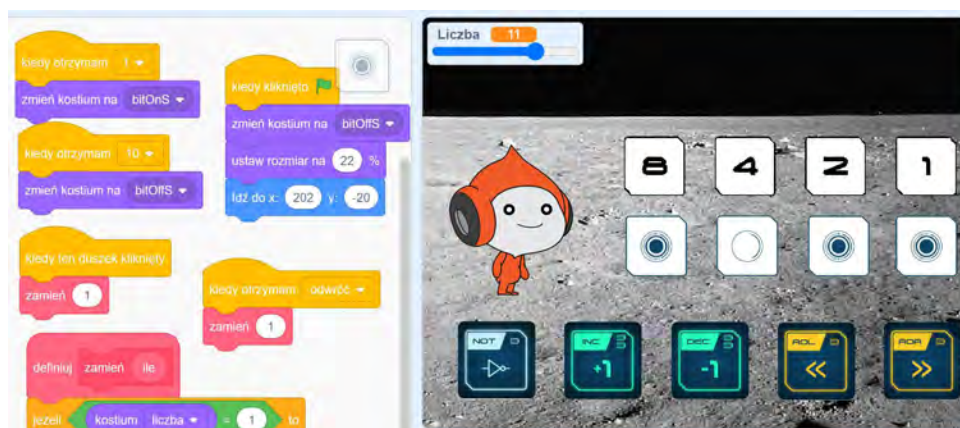 kiedy otrzymam 1
zmień kostium na bitOnS
kiedy otrzymam 10
zmień kostium na bitOffS
kiedy ten duszek kliknięty
zamień 1
definiuj zamień ile
jeżeli kostium liczba = 1 to
kiedy kliknięto
zmień kostium na bitOffS
ustaw rozmiar na 22 %
Idź do x: 202 y: -20
kiedy otrzymam odwróć
zamień 1
Liczba 11
8 4 2 1
NOT INC DEC ROL ROR
+1 -1 << >>